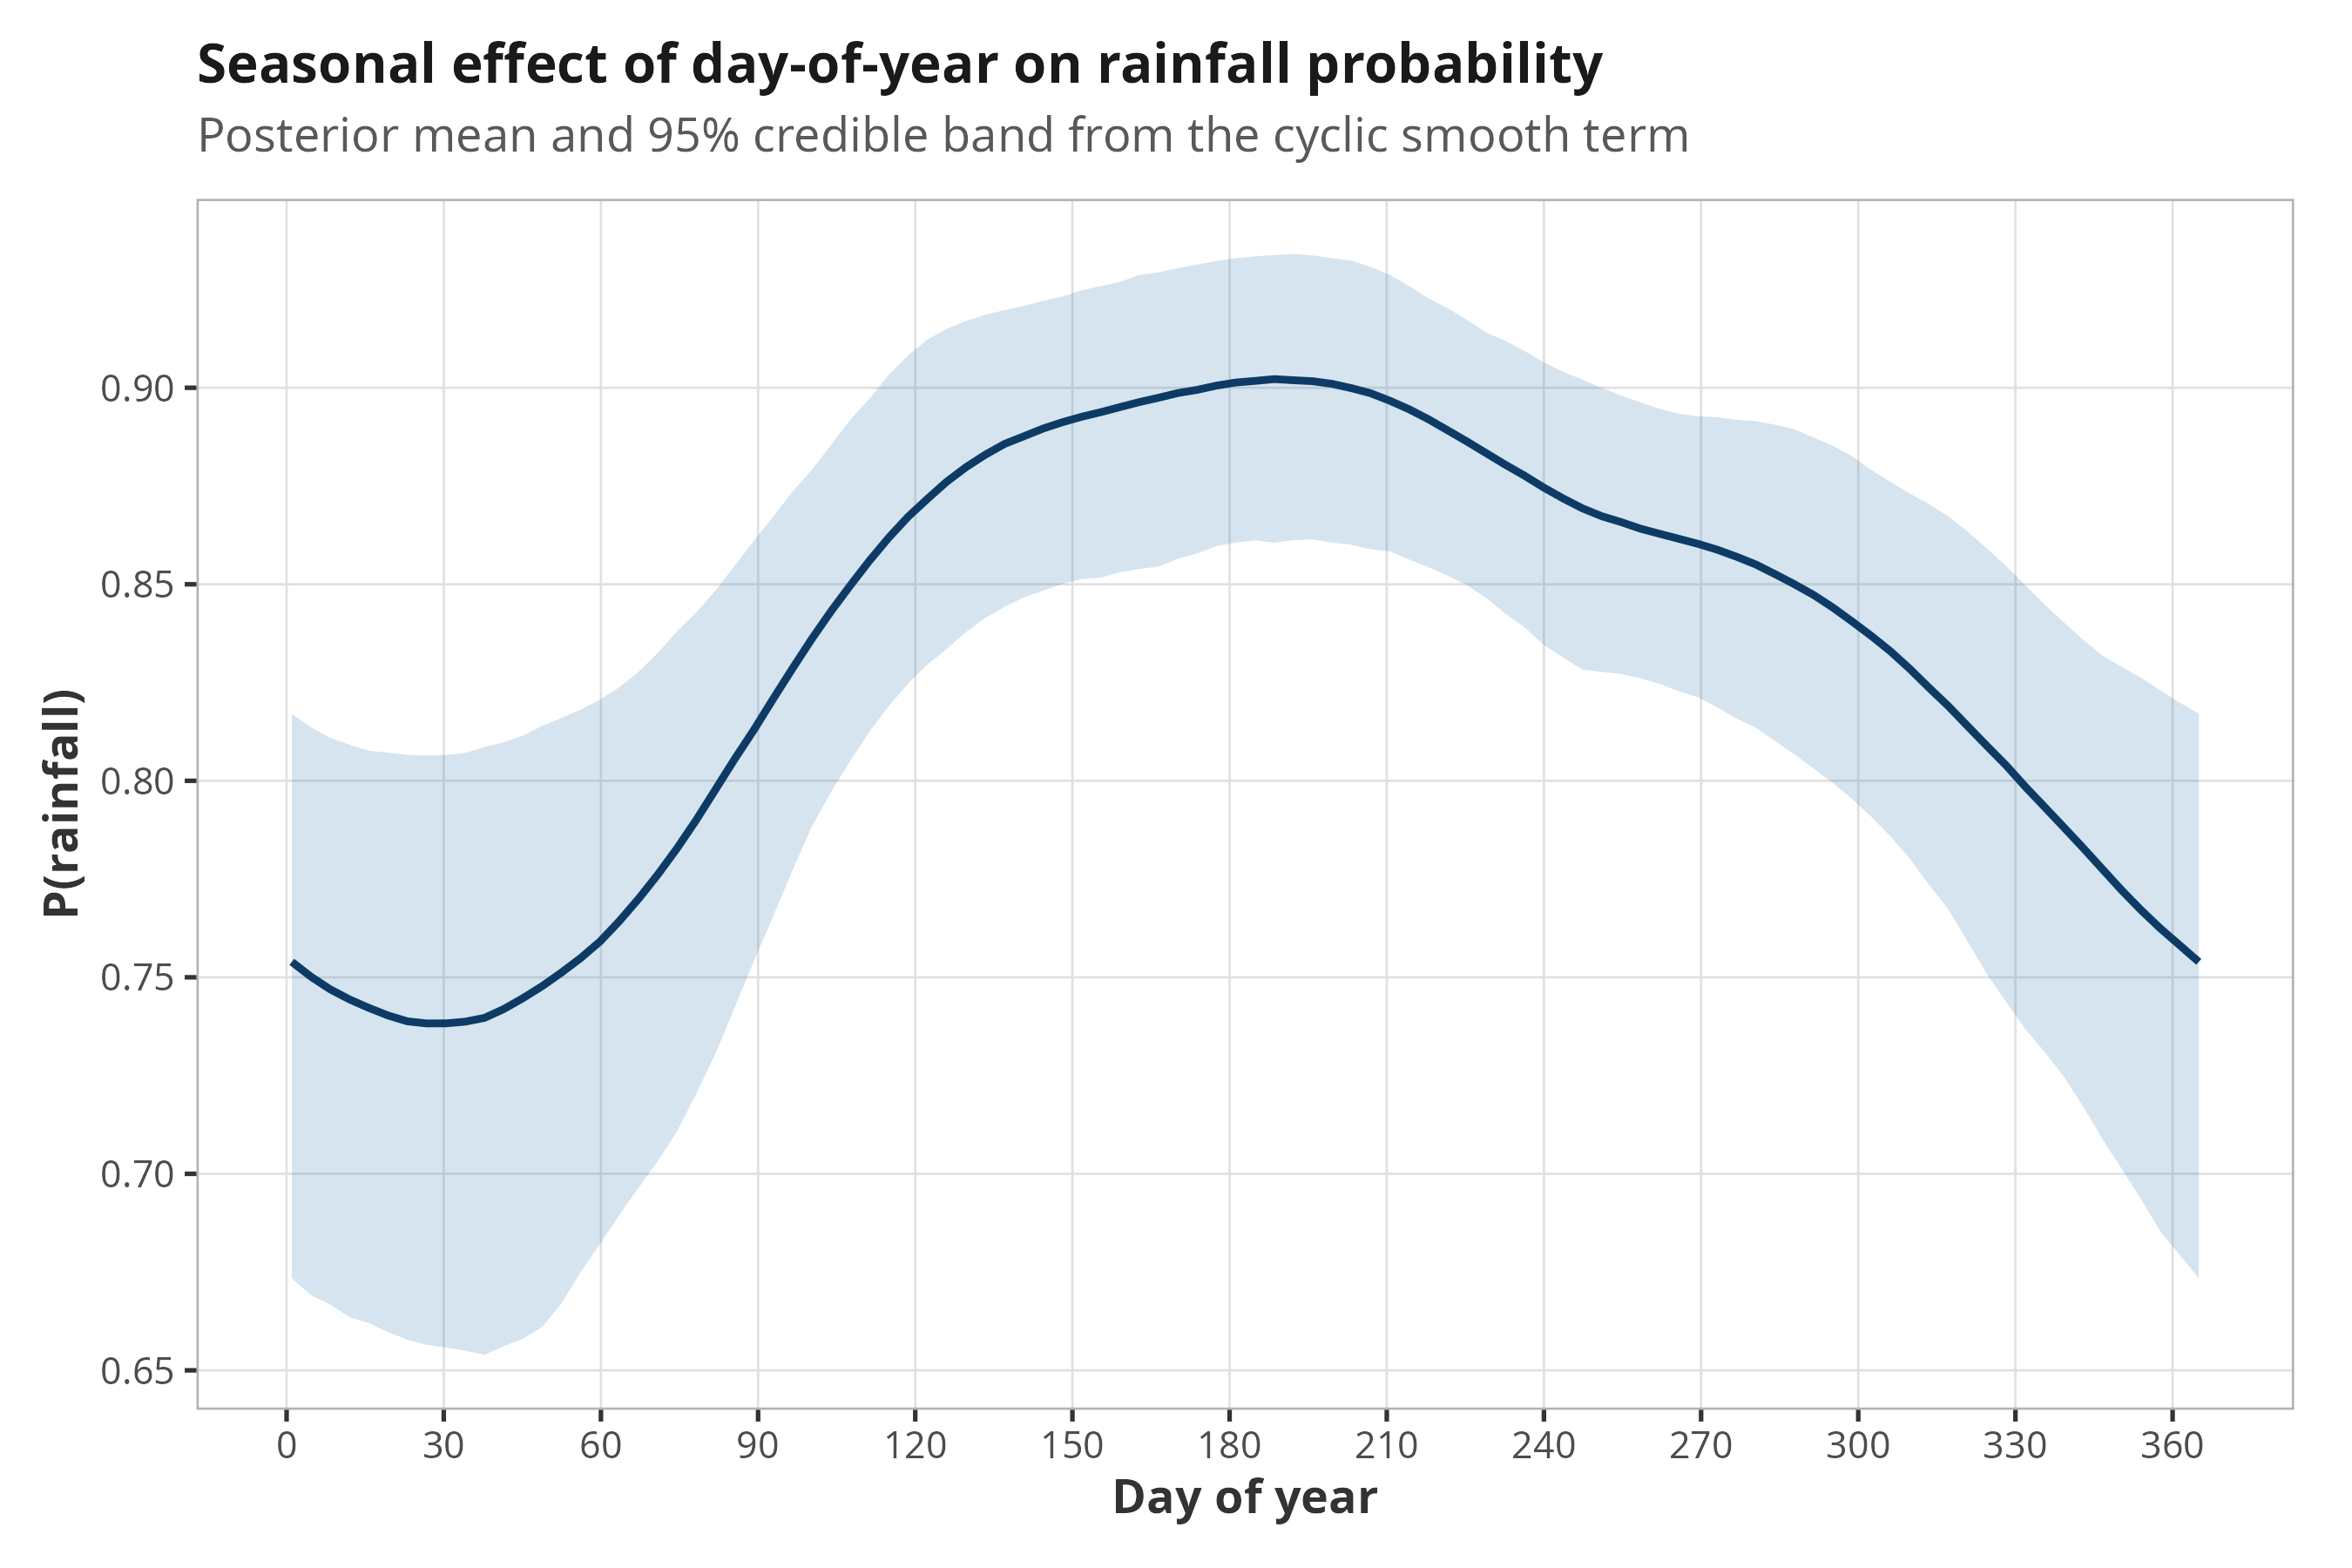 Seasonal effect of day-of-year on rainfall probability
Posterior mean and 95% credible band from the cyclic smooth term
P(rainfall)
0.90
0.85
0.80
0.75
0.70
0.65
0 30 60 90 120 150 180 210 240 270 300 330 360
Day of year